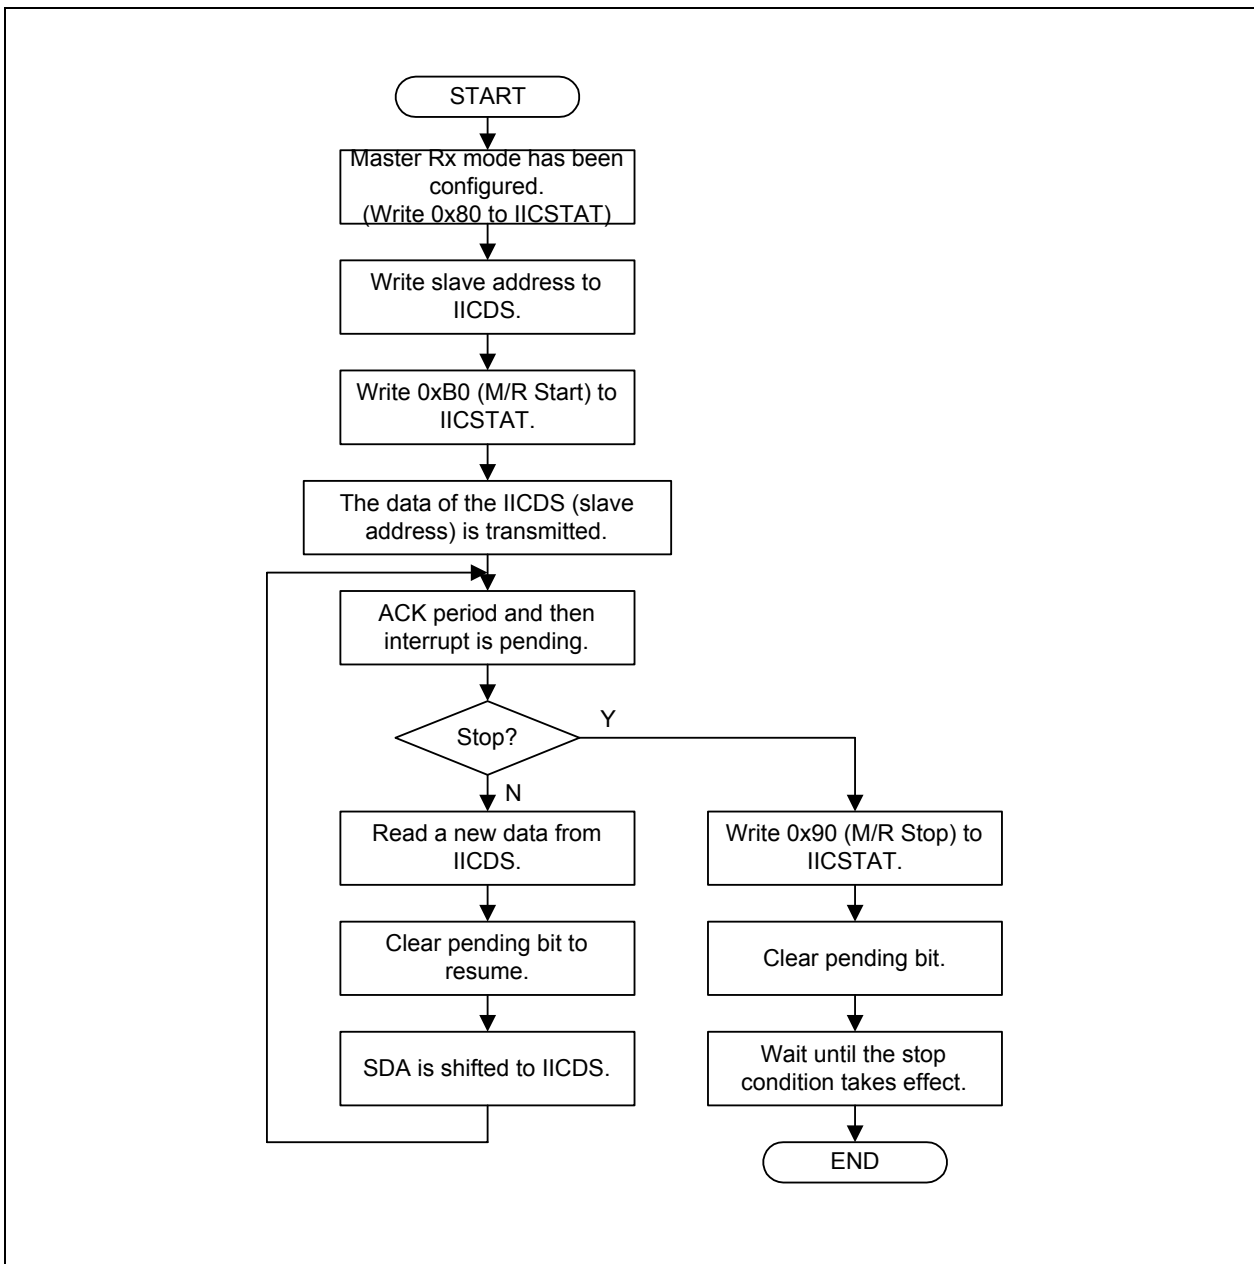 START
Master Rx mode has been
configured.
(Write 0x80 to IICSTAT)
Write slave address to
IICDS.
Write 0xB0 (M/R Start) to
IICSTAT.
The data of the IICDS (slave
address) is transmitted.
ACK period and then
interrupt is pending.
Stop?
Y
N
Read a new data from
IICDS.
Clear pending bit to
resume.
SDA is shifted to IICDS.
Write 0x90 (M/R Stop) to
IICSTAT.
Clear pending bit.
Wait until the stop
condition takes effect.
END